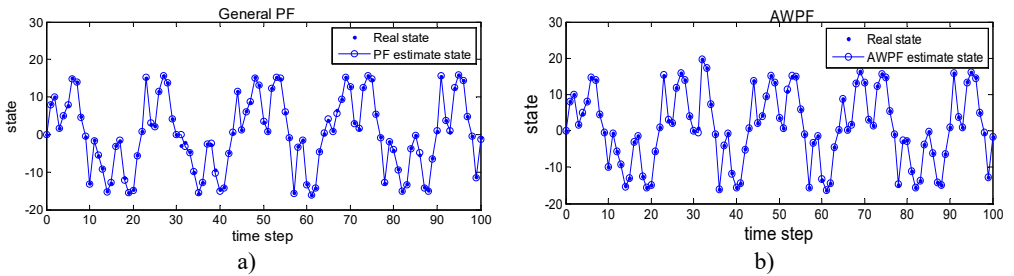 General PF
Real state
PF estimate state
30
20
10
0
-10
-20
state
0 10 20 30 40 50 60 70 80 90 100
time step
a)
AWPF
Real state
AWPF estimate state
30
20
10
0
-10
-20
state
0 10 20 30 40 50 60 70 80 90 100
time step
b)